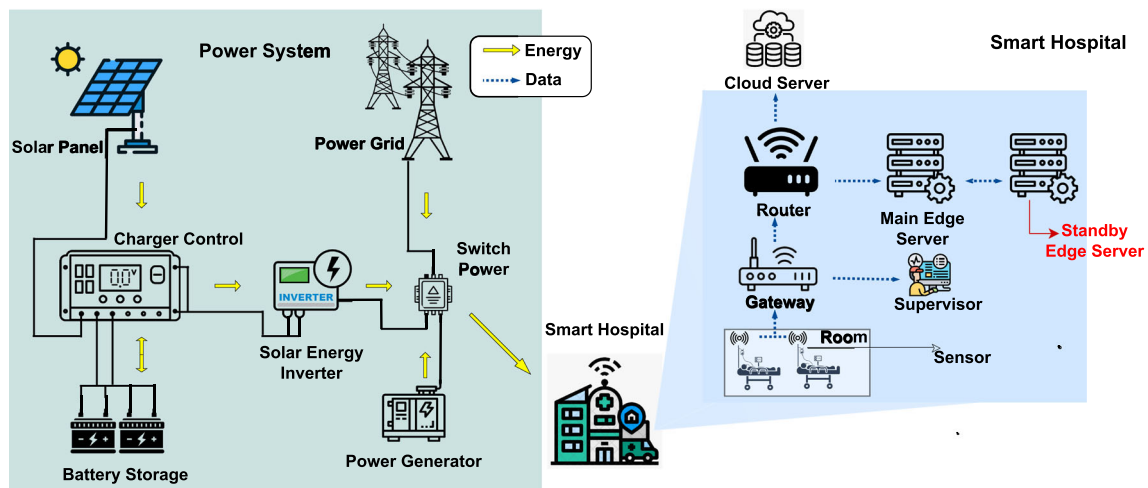 Power System
Energy
Data
Smart Hospital
Cloud Server
Solar Panel
Power Grid
Router
Main Edge
Server
Standby
Edge Server
Charger Control
0.0v
Switch
Power
INVERTER
Solar Energy
Inverter
Gateway
Supervisor
Smart Hospital
Room
Sensor
Battery Storage
Power Generator